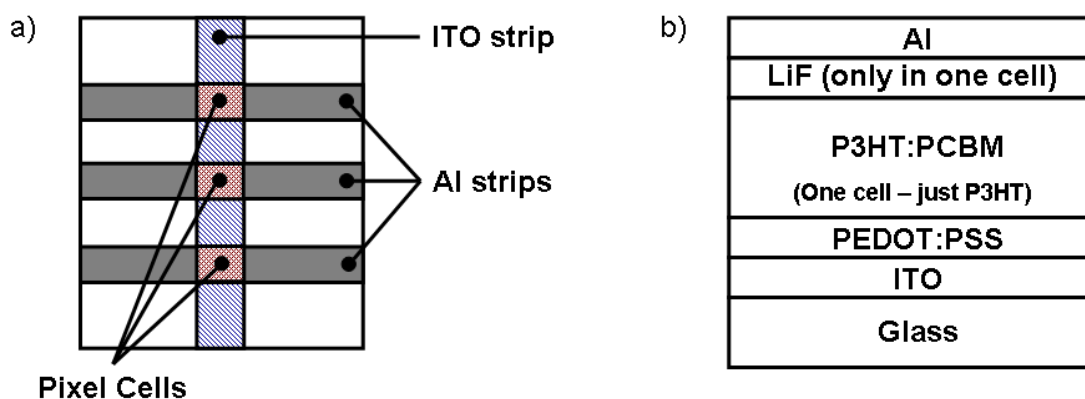 a)
ITO strip
Al strips
Pixel Cells
b)
Al
LiF (only in one cell)
P3HT:PCBM
(One cell – just P3HT)
PEDOT:PSS
ITO
Glass